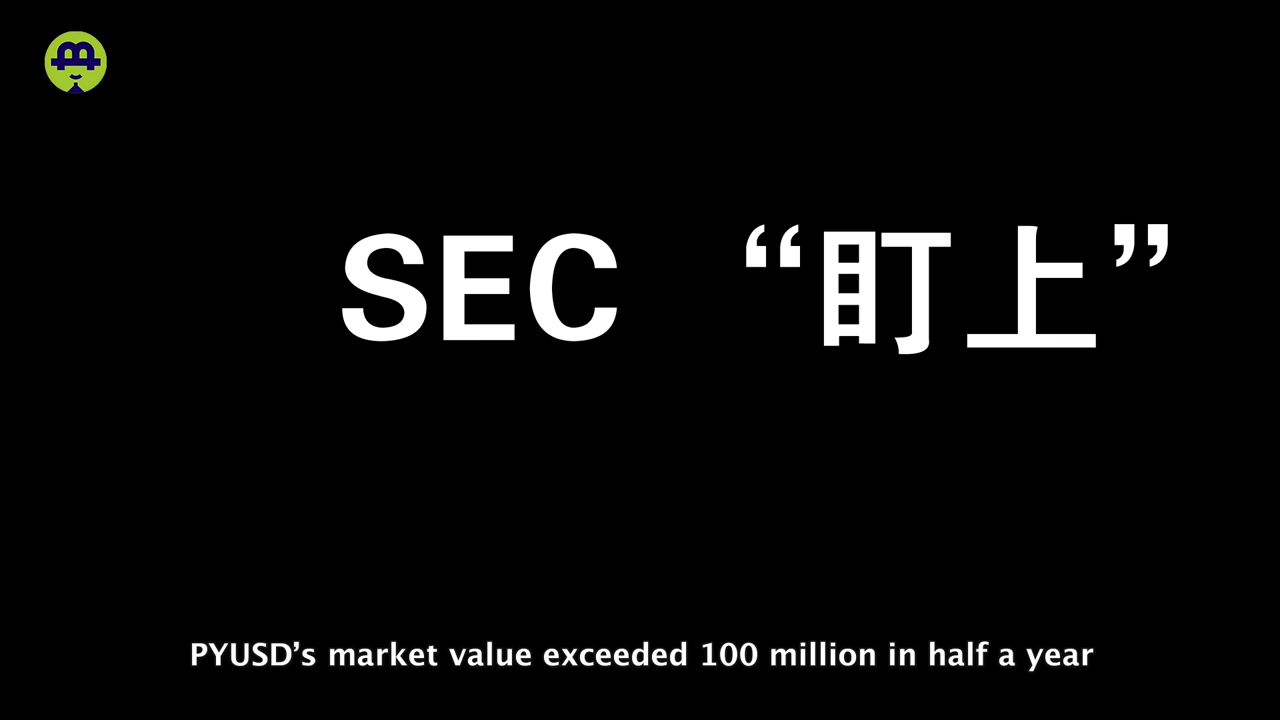 SEC “盯上”
PYUSD’s market value exceeded 100 million in half a year